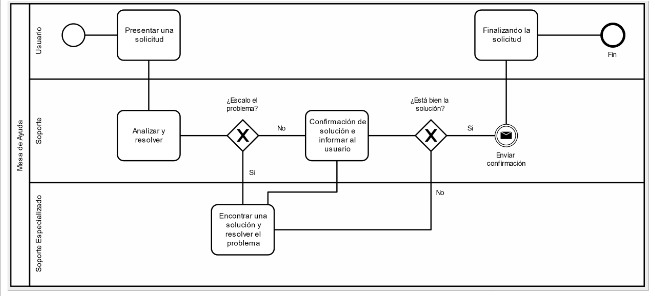 Mesa de Ayuda
Usuario
Presentar una
solicitud
Finalizando la
solicitud
Fin
Soporte
Analizar y
resolver
¿Escalo el
problema?
No
Sí
Confirmación de
solución e
informar al
usuario
¿Está bien la
solución?
Sí
No
Enviar
confirmación
Soporte Especializado
Encontrar una
solución y
resolver el
problema